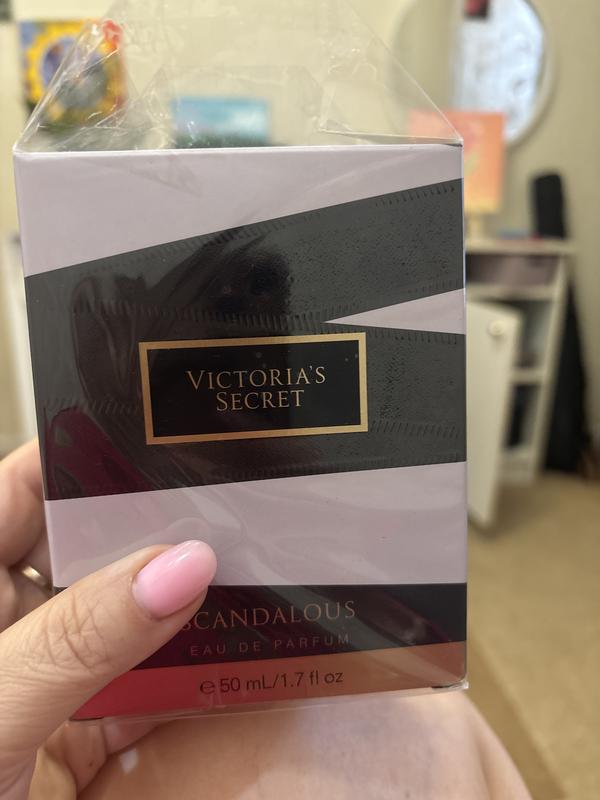 VICTORIA'S
SECRET
SCANDALOUS
EAU DE PARFUM
℮ 50 mL/1.7 fl oz